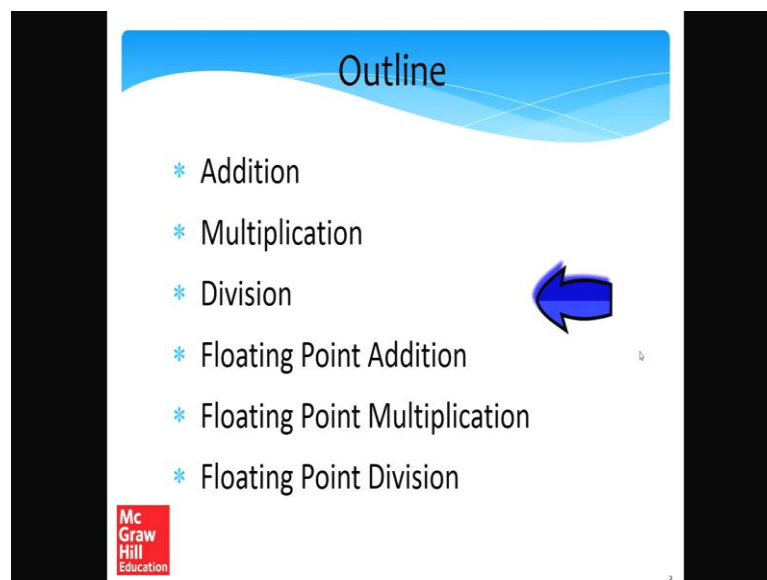 Outline
* Addition
* Multiplication
* Division
* Floating Point Addition
* Floating Point Multiplication
* Floating Point Division
Mc
Graw
Hill
Education